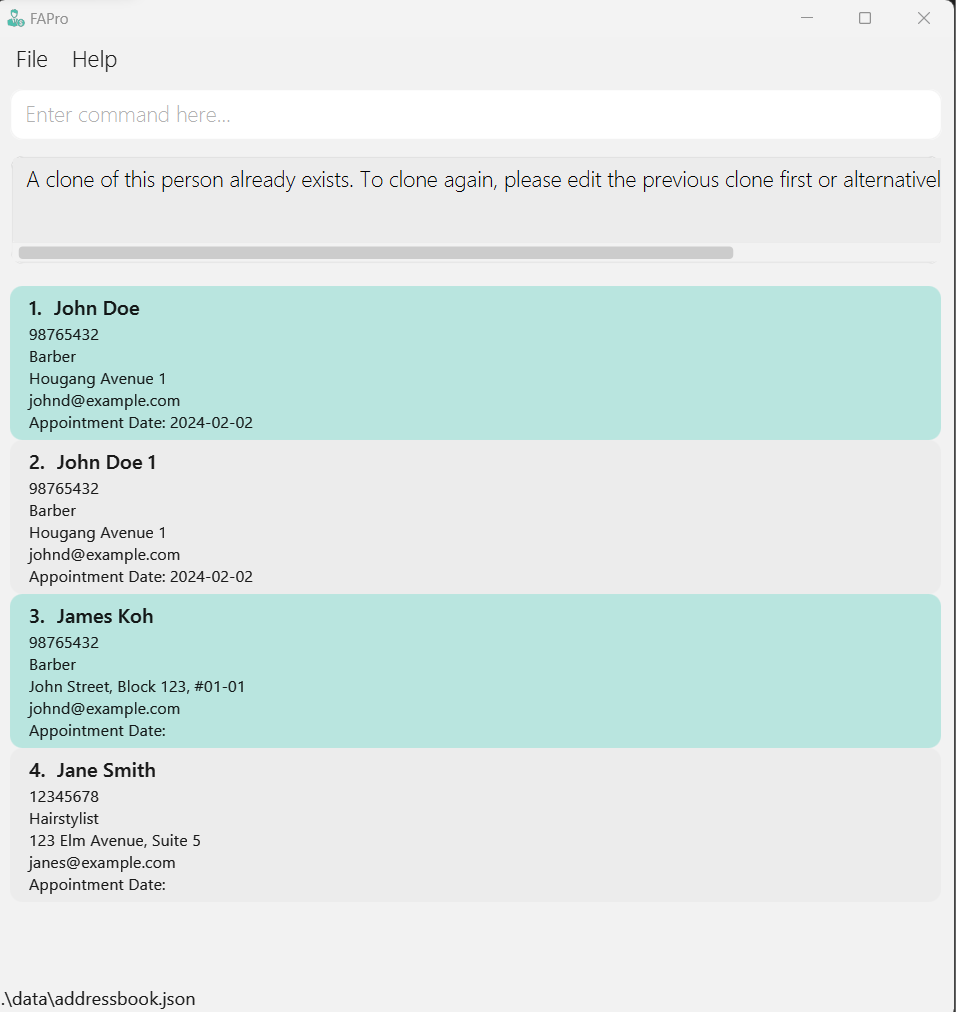 FAPro
File Help
Enter command here...
A clone of this person already exists. To clone again, please edit the previous clone first or alternativel
1. John Doe
98765432
Barber
Hougang Avenue 1
johnd@example.com
Appointment Date: 2024-02-02
2. John Doe 1
98765432
Barber
Hougang Avenue 1
johnd@example.com
Appointment Date: 2024-02-02
3. James Koh
98765432
Barber
John Street, Block 123, #01-01
johnd@example.com
Appointment Date:
4. Jane Smith
12345678
Hairstylist
123 Elm Avenue, Suite 5
janes@example.com
Appointment Date:
.\data\addressbook.json